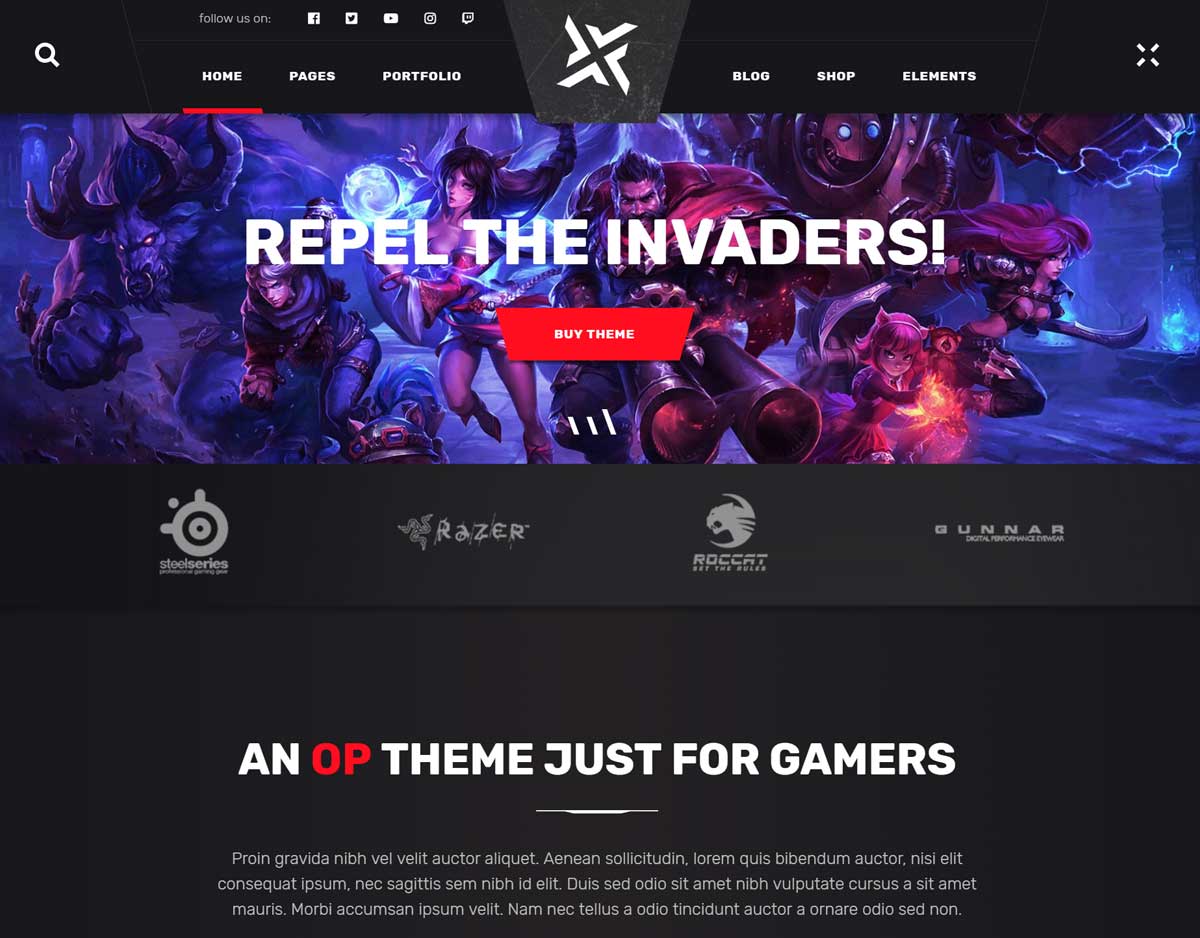 follow us on:
HOME PAGES PORTFOLIO BLOG SHOP ELEMENTS
REPEL THE INVADERS!
BUY THEME
steelseries
professional gaming gear
RAZER
ROCCAT
SET THE RULES
GUNNAR
DIGITAL PERFORMANCE EYEWEAR
AN OP THEME JUST FOR GAMERS
Proin gravida nibh vel velit auctor aliquet. Aenean sollicitudin, lorem quis bibendum auctor, nisi elit
consequat ipsum, nec sagittis sem nibh id elit. Duis sed odio sit amet nibh vulputate cursus a sit amet
mauris. Morbi accumsan ipsum velit. Nam nec tellus a odio tincidunt auctor a ornare odio sed non.